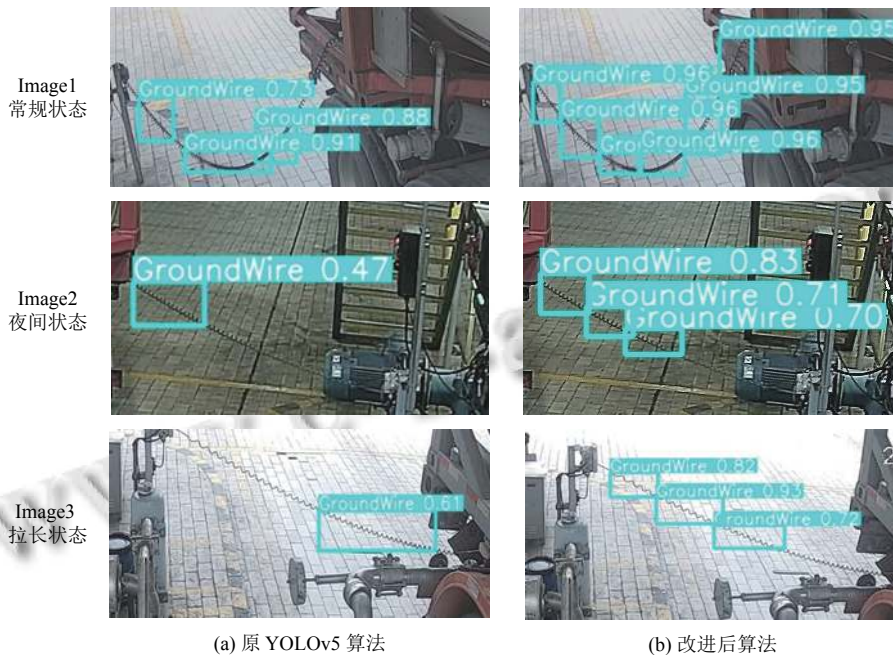 Image1
常规状态
GroundWire 0.73
GroundWire 0.88
GroundWire 0.91
GroundWire 0.95
GroundWire 0.96
GroundWire 0.95
GroundWire 0.96
GroundWire 0.96
Image2
夜间状态
GroundWire 0.47
GroundWire 0.83
GroundWire 0.71
GroundWire 0.70
Image3
拉长状态
GroundWire 0.61
GroundWire 0.82
GroundWire 0.93
roundWire 0.72
2
(a) 原 YOLOv5 算法
(b) 改进后算法